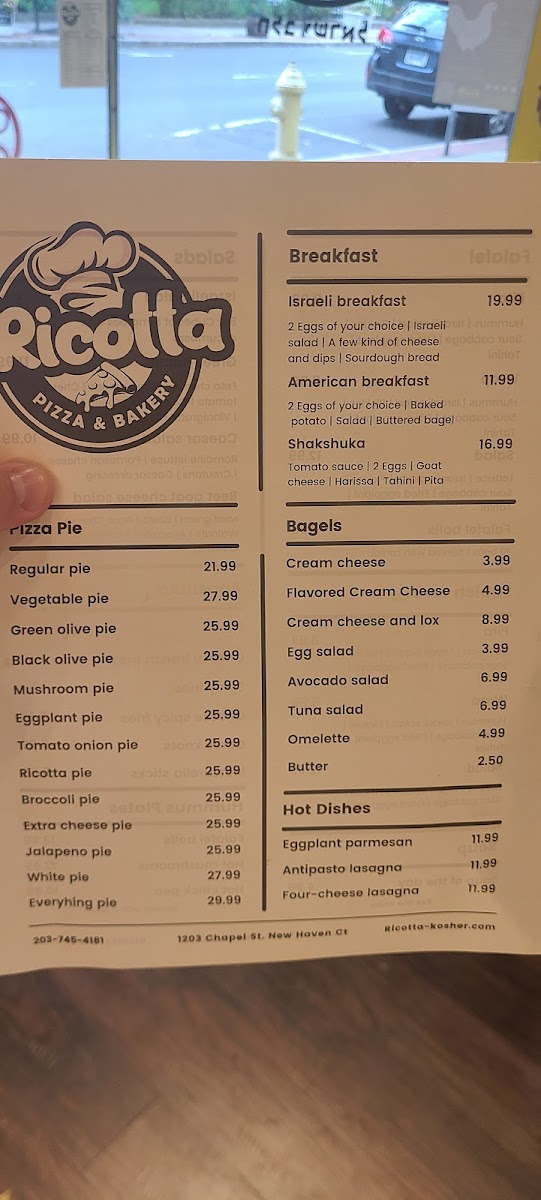 חלב ישראל
Ricotta
PIZZA & BAKERY
Pizza Pie
Regular pie 21.99
Vegetable pie 27.99
Green olive pie 25.99
Black olive pie 25.99
Mushroom pie 25.99
Eggplant pie 25.99
Tomato onion pie 25.99
Ricotta pie 25.99
Broccoli pie 25.99
Extra cheese pie 25.99
Jalapeno pie 25.99
White pie 27.99
Everyhing pie 29.99
Breakfast
Israeli breakfast 19.99
2 Eggs of your choice | Israeli
salad | A few kind of cheese
and dips | Sourdough bread
American breakfast 11.99
2 Eggs of your choice | Baked
potato | Salad | Buttered bagel
Shakshuka 16.99
Tomato sauce | 2 Eggs | Goat
cheese | Harissa | Tahini | Pita
Bagels
Cream cheese 3.99
Flavored Cream Cheese 4.99
Cream cheese and lox 8.99
Egg salad 3.99
Avocado salad 6.99
Tuna salad 6.99
Omelette 4.99
Butter 2.50
Hot Dishes
Eggplant parmesan 11.99
Antipasto lasagna 11.99
Four-cheese lasagna 11.99
203-745-4181 1203 Chapel St. New Haven Ct Ricotta-kosher.com